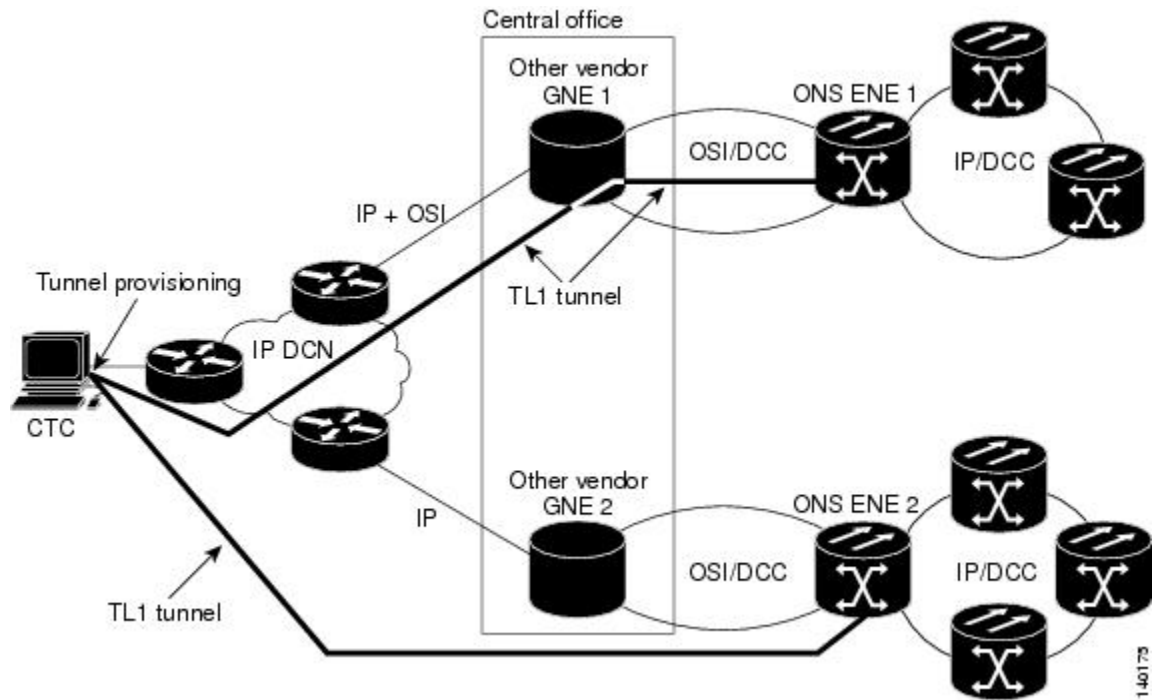 Central office
Other vendor
GNE 1
ONS ENE 1
OSI/DCC
IP/DCC
IP + OSI
Tunnel provisioning
TL1 tunnel
IP DCN
CTC
Other vendor
GNE 2
ONS ENE 2
IP
OSI/DCC
IP/DCC
TL1 tunnel
140175